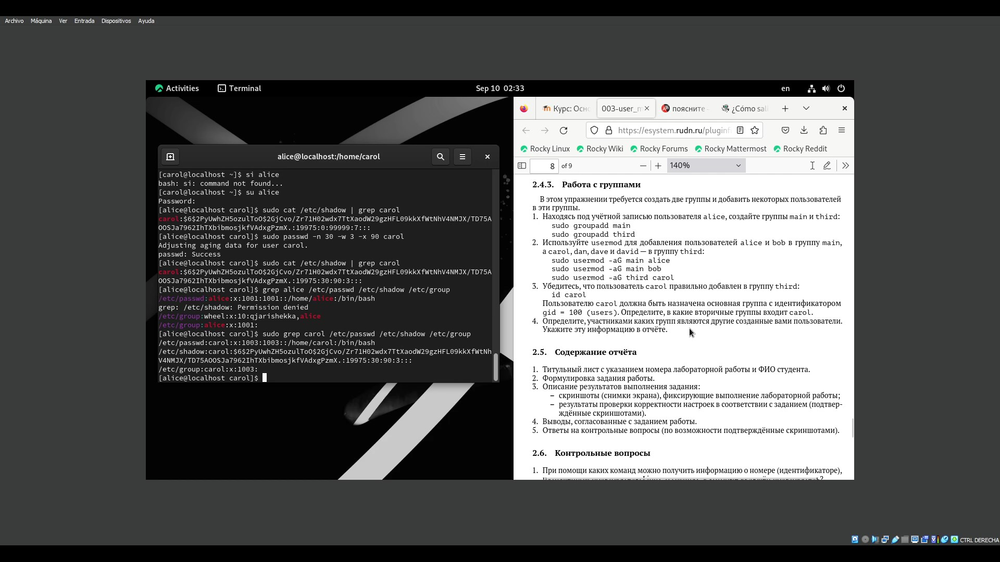 Archivo Máquina Ver Entrada Dispositivos Ayuda
Activities Terminal Sep 10 02:33 en
alice@localhost:/home/carol
[carol@localhost ~]$ si alice
bash: si: command not found...
[carol@localhost ~]$ su alice
Password:
[alice@localhost carol]$ sudo cat /etc/shadow | grep carol
carol:$6$2PyUwhZH5ozulToO$2GjCvo/Zr71H02wdx7TtXaodW29gzHFL09kkXfWtNhV4NMJX/TD75A
OOSJa7962IhTXbibmosjkfVAdxgPzmX.:19975:0:99999:7:::
[alice@localhost carol]$ sudo passwd -n 30 -w 3 -x 90 carol
Adjusting aging data for user carol.
passwd: Success
[alice@localhost carol]$ sudo cat /etc/shadow | grep carol
carol:$6$2PyUwhZH5ozulToO$2GjCvo/Zr71H02wdx7TtXaodW29gzHFL09kkXfWtNhV4NMJX/TD75A
OOSJa7962IhTXbibmosjkfVAdxgPzmX.:19975:30:90:3:::
[alice@localhost carol]$ grep alice /etc/passwd /etc/shadow /etc/group
/etc/passwd:alice:x:1001:1001::/home/alice:/bin/bash
grep: /etc/shadow: Permission denied
/etc/group:wheel:x:10:qjarishekka,alice
/etc/group:alice:x:1001:
[alice@localhost carol]$ sudo grep carol /etc/passwd /etc/shadow /etc/group
/etc/passwd:carol:x:1003:1003::/home/carol:/bin/bash
/etc/shadow:carol:$6$2PyUwhZH5ozulToO$2GjCvo/Zr71H02wdx7TtXaodW29gzHFL09kkXfWtNh
V4NMJX/TD75AOOSJa7962IhTXbibmosjkfVAdxgPzmX.:19975:30:90:3:::
/etc/group:carol:x:1003:
[alice@localhost carol]$
Курс: Осн 003-user_m поясните - ¿Cómo sali
https://esystem.rudn.ru/pluginf
Rocky Linux Rocky Wiki Rocky Forums Rocky Mattermost Rocky Reddit
8 of 9 140%
2.4.3. Работа с группами
В этом упражнении требуется создать две группы и добавить некоторых пользователей
в эти группы.
1. Находясь под учётной записью пользователя alice, создайте группы main и third:
sudo groupadd main
sudo groupadd third
2. Используйте usermod для добавления пользователей alice и bob в группу main,
а carol, dan, dave и david — в группу third:
sudo usermod -aG main alice
sudo usermod -aG main bob
sudo usermod -aG third carol
3. Убедитесь, что пользователь carol правильно добавлен в группу third:
id carol
Пользователю carol должна быть назначена основная группа с идентификатором
gid = 100 (users). Определите, в какие вторичные группы входит carol.
4. Определите, участниками каких групп являются другие созданные вами пользователи.
Укажите эту информацию в отчёте.
2.5. Содержание отчёта
1. Титульный лист с указанием номера лабораторной работы и ФИО студента.
2. Формулировка задания работы.
3. Описание результатов выполнения задания:
– скриншоты (снимки экрана), фиксирующие выполнение лабораторной работы;
– результаты проверки корректности настроек в соответствии с заданием (подтвер-
ждённые скриншотами).
4. Выводы, согласованные с заданием работы.
5. Ответы на контрольные вопросы (по возможности подтверждённые скриншотами).
2.6. Контрольные вопросы
1. При помощи каких команд можно получить информацию о номере (идентификаторе),
CTRL DERECHA